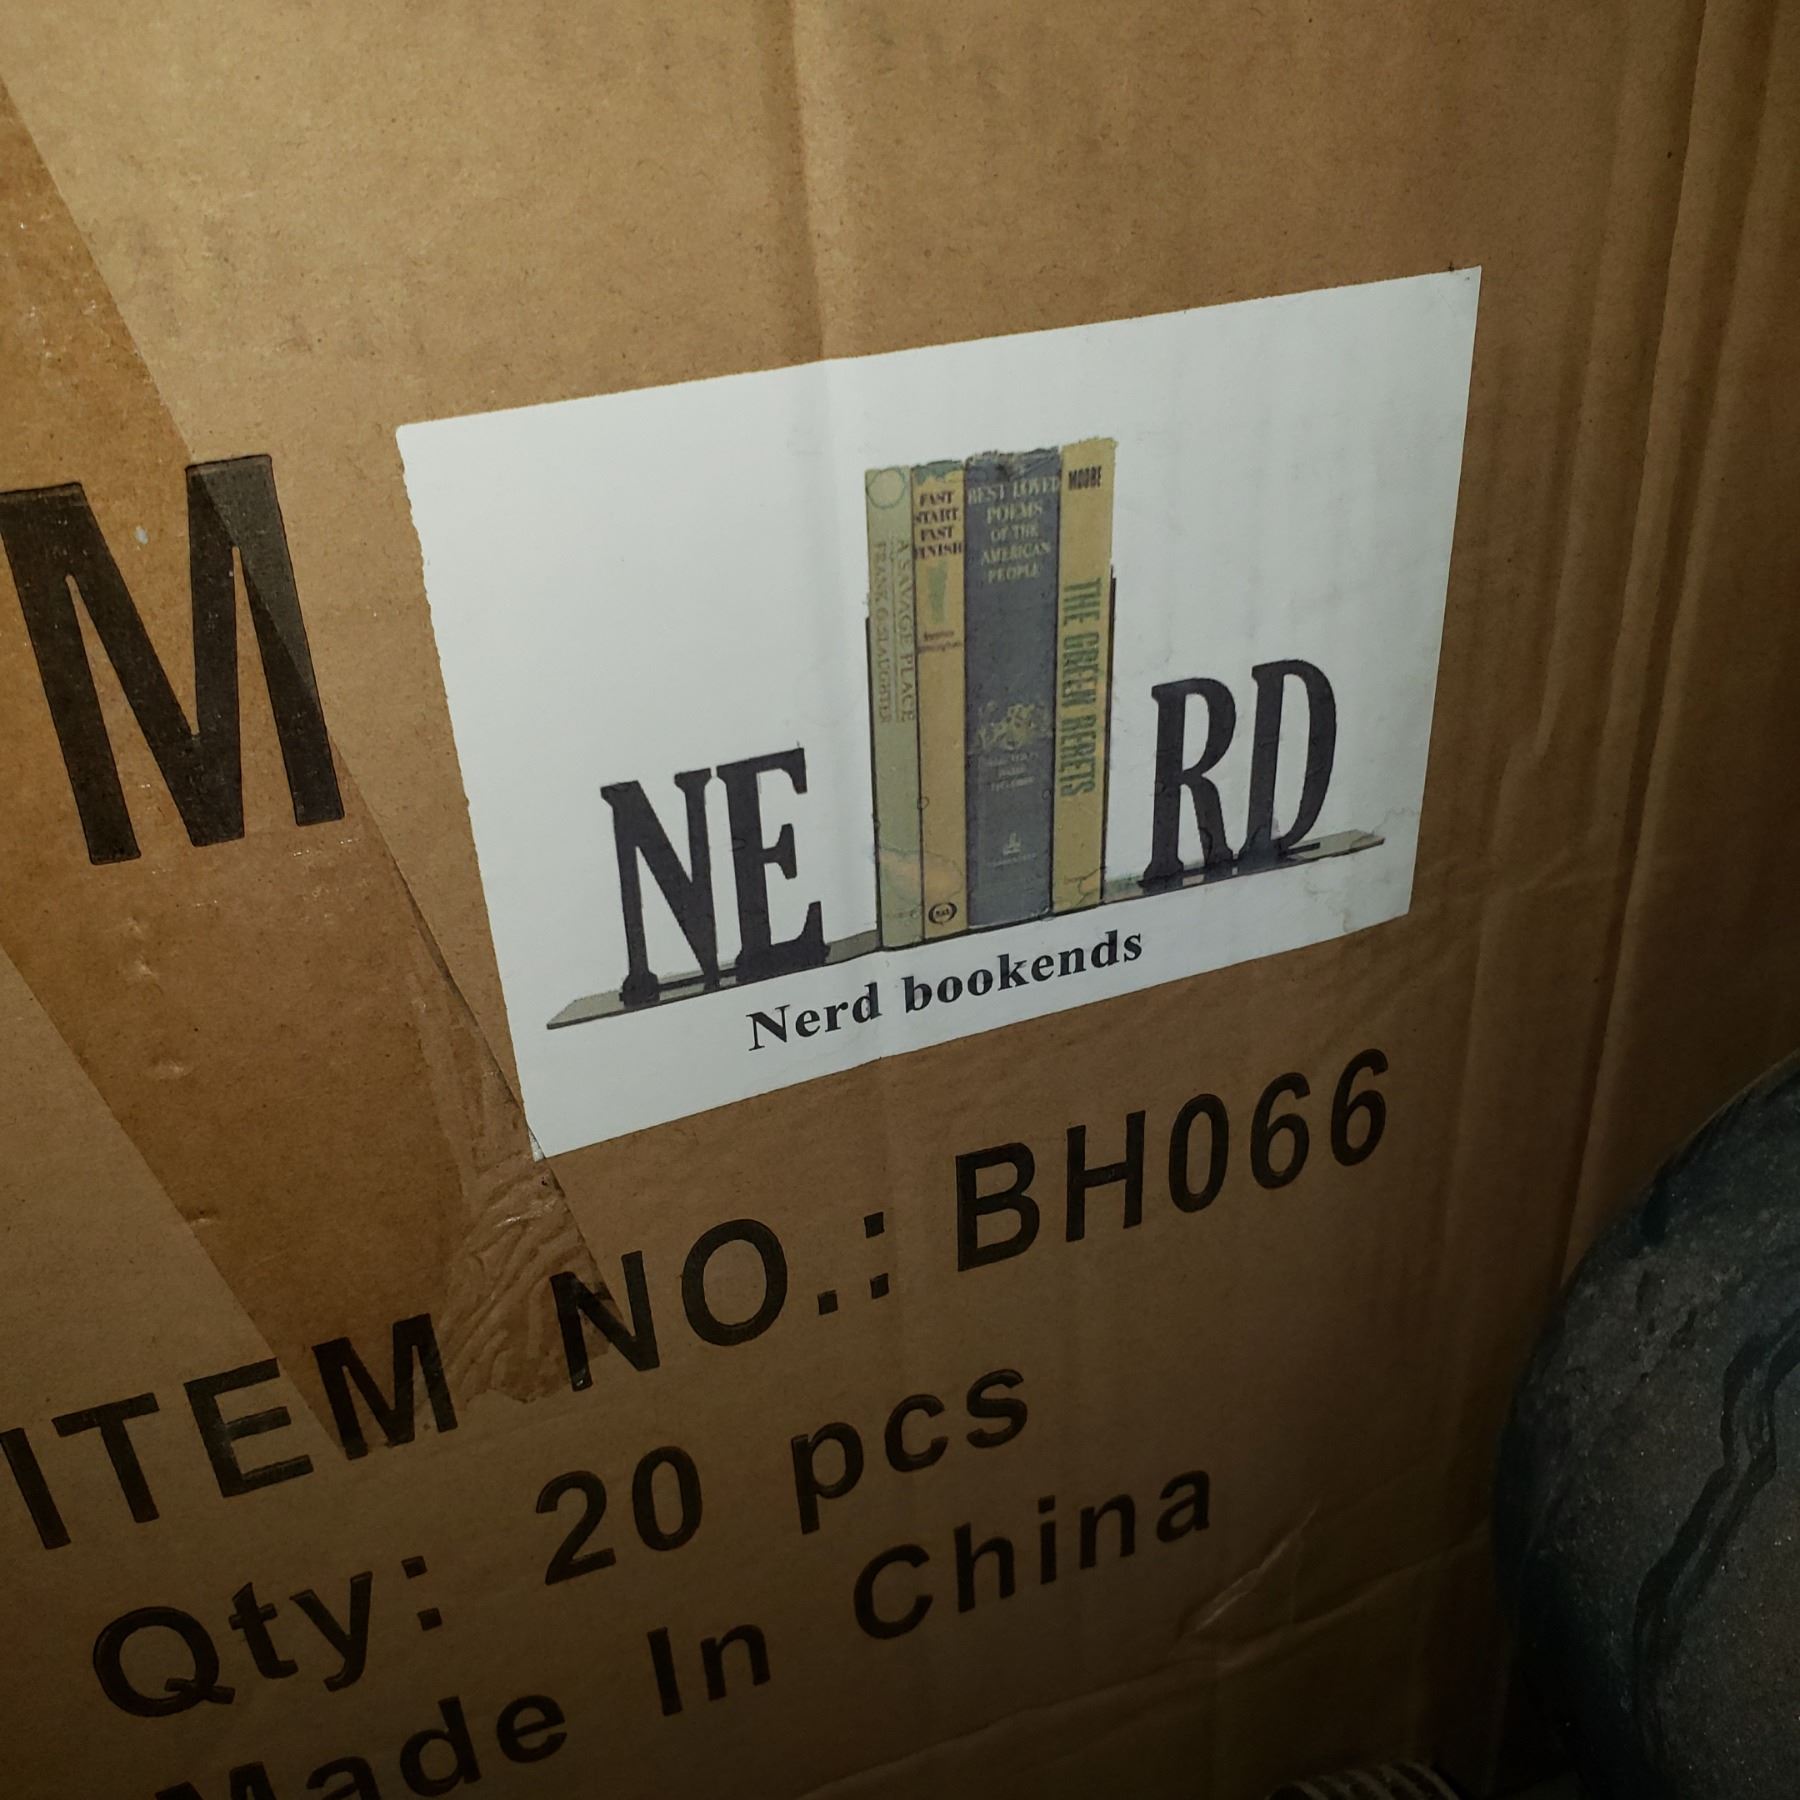 M
A SAVAGE PLACE
FRANK G. SLAUGHTER
FAST
START,
FAST
FINISH
BEST LOVED
POEMS
OF THE
AMERICAN
PEOPLE
MOORE
THE GREEN BERETS
NE RD
Nerd bookends
ITEM NO.: BH066
Qty: 20 pcs
Made In China